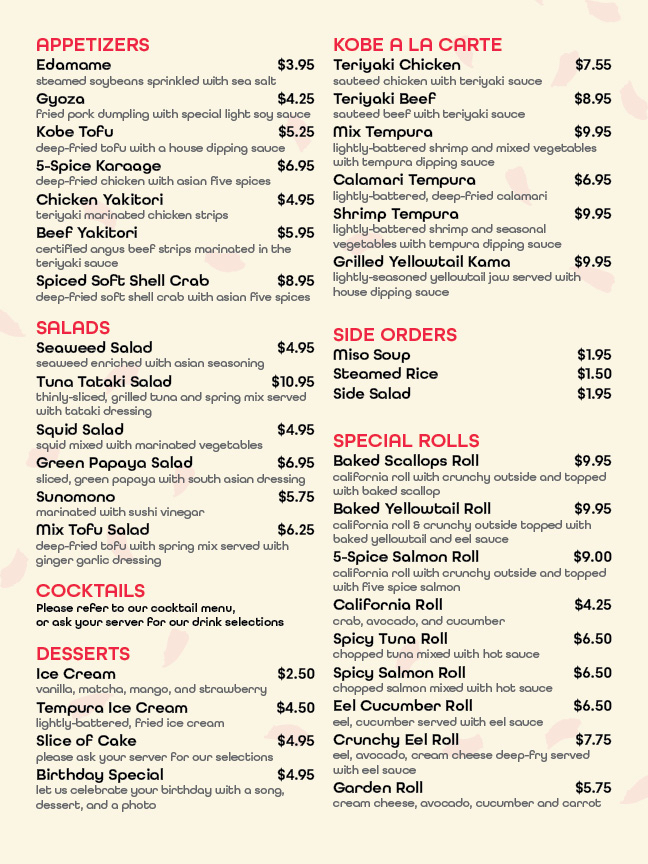 APPETIZERS
Edamame $3.95
steamed soybeans sprinkled with sea salt
Gyoza $4.25
fried pork dumpling with special light soy sauce
Kobe Tofu $5.25
deep-fried tofu with a house dipping sauce
5-Spice Karaage $6.95
deep-fried chicken with asian five spices
Chicken Yakitori $4.95
teriyaki marinated chicken strips
Beef Yakitori $5.95
certified angus beef strips marinated in the
teriyaki sauce
Spiced Soft Shell Crab $8.95
deep-fried soft shell crab with asian five spices
SALADS
Seaweed Salad $4.95
seaweed enriched with asian seasoning
Tuna Tataki Salad $10.95
thinly-sliced, grilled tuna and spring mix served
with tataki dressing
Squid Salad $4.95
squid mixed with marinated vegetables
Green Papaya Salad $6.95
sliced, green papaya with south asian dressing
Sunomono $5.75
marinated with sushi vinegar
Mix Tofu Salad $6.25
deep-fried tofu with spring mix served with
ginger garlic dressing
COCKTAILS
Please refer to our cocktail menu,
or ask your server for our drink selections
DESSERTS
Ice Cream $2.50
vanilla, matcha, mango, and strawberry
Tempura Ice Cream $4.50
lightly-battered, fried ice cream
Slice of Cake $4.95
please ask your server for our selections
Birthday Special $4.95
let us celebrate your birthday with a song,
dessert, and a photo
KOBE A LA CARTE
Teriyaki Chicken $7.55
sauteed chicken with teriyaki sauce
Teriyaki Beef $8.95
sauteed beef with teriyaki sauce
Mix Tempura $9.95
lightly-battered shrimp and mixed vegetables
with tempura dipping sauce
Calamari Tempura $6.95
lightly-battered, deep-fried calamari
Shrimp Tempura $9.95
lightly-battered shrimp and seasonal
vegetables with tempura dipping sauce
Grilled Yellowtail Kama $9.95
lightly-seasoned yellowtail jaw served with
house dipping sauce
SIDE ORDERS
Miso Soup $1.95
Steamed Rice $1.50
Side Salad $1.95
SPECIAL ROLLS
Baked Scallops Roll $9.95
california roll with crunchy outside and topped
with baked scallop
Baked Yellowtail Roll $9.95
california roll & crunchy outside topped with
baked yellowtail and eel sauce
5-Spice Salmon Roll $9.00
california roll with crunchy outside and topped
with five spice salmon
California Roll $4.25
crab, avocado, and cucumber
Spicy Tuna Roll $6.50
chopped tuna mixed with hot sauce
Spicy Salmon Roll $6.50
chopped salmon mixed with hot sauce
Eel Cucumber Roll $6.50
eel, cucumber served with eel sauce
Crunchy Eel Roll $7.75
eel, avocado, cream cheese deep-fry served
with eel sauce
Garden Roll $5.75
cream cheese, avocado, cucumber and carrot